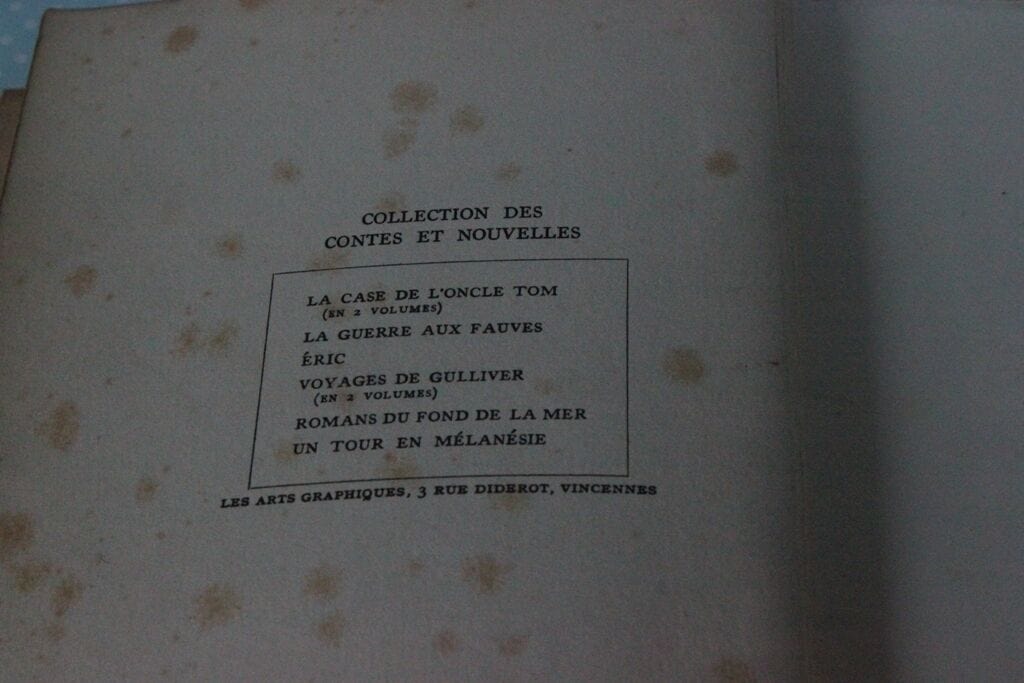 COLLECTION DES
CONTES ET NOUVELLES
LA CASE DE L'ONCLE TOM
(EN 2 VOLUMES)
LA GUERRE AUX FAUVES
ÉRIC
VOYAGES DE GULLIVER
(EN 2 VOLUMES)
ROMANS DU FOND DE LA MER
UN TOUR EN MÉLANÉSIE
LES ARTS GRAPHIQUES, 3 RUE DIDEROT, VINCENNES